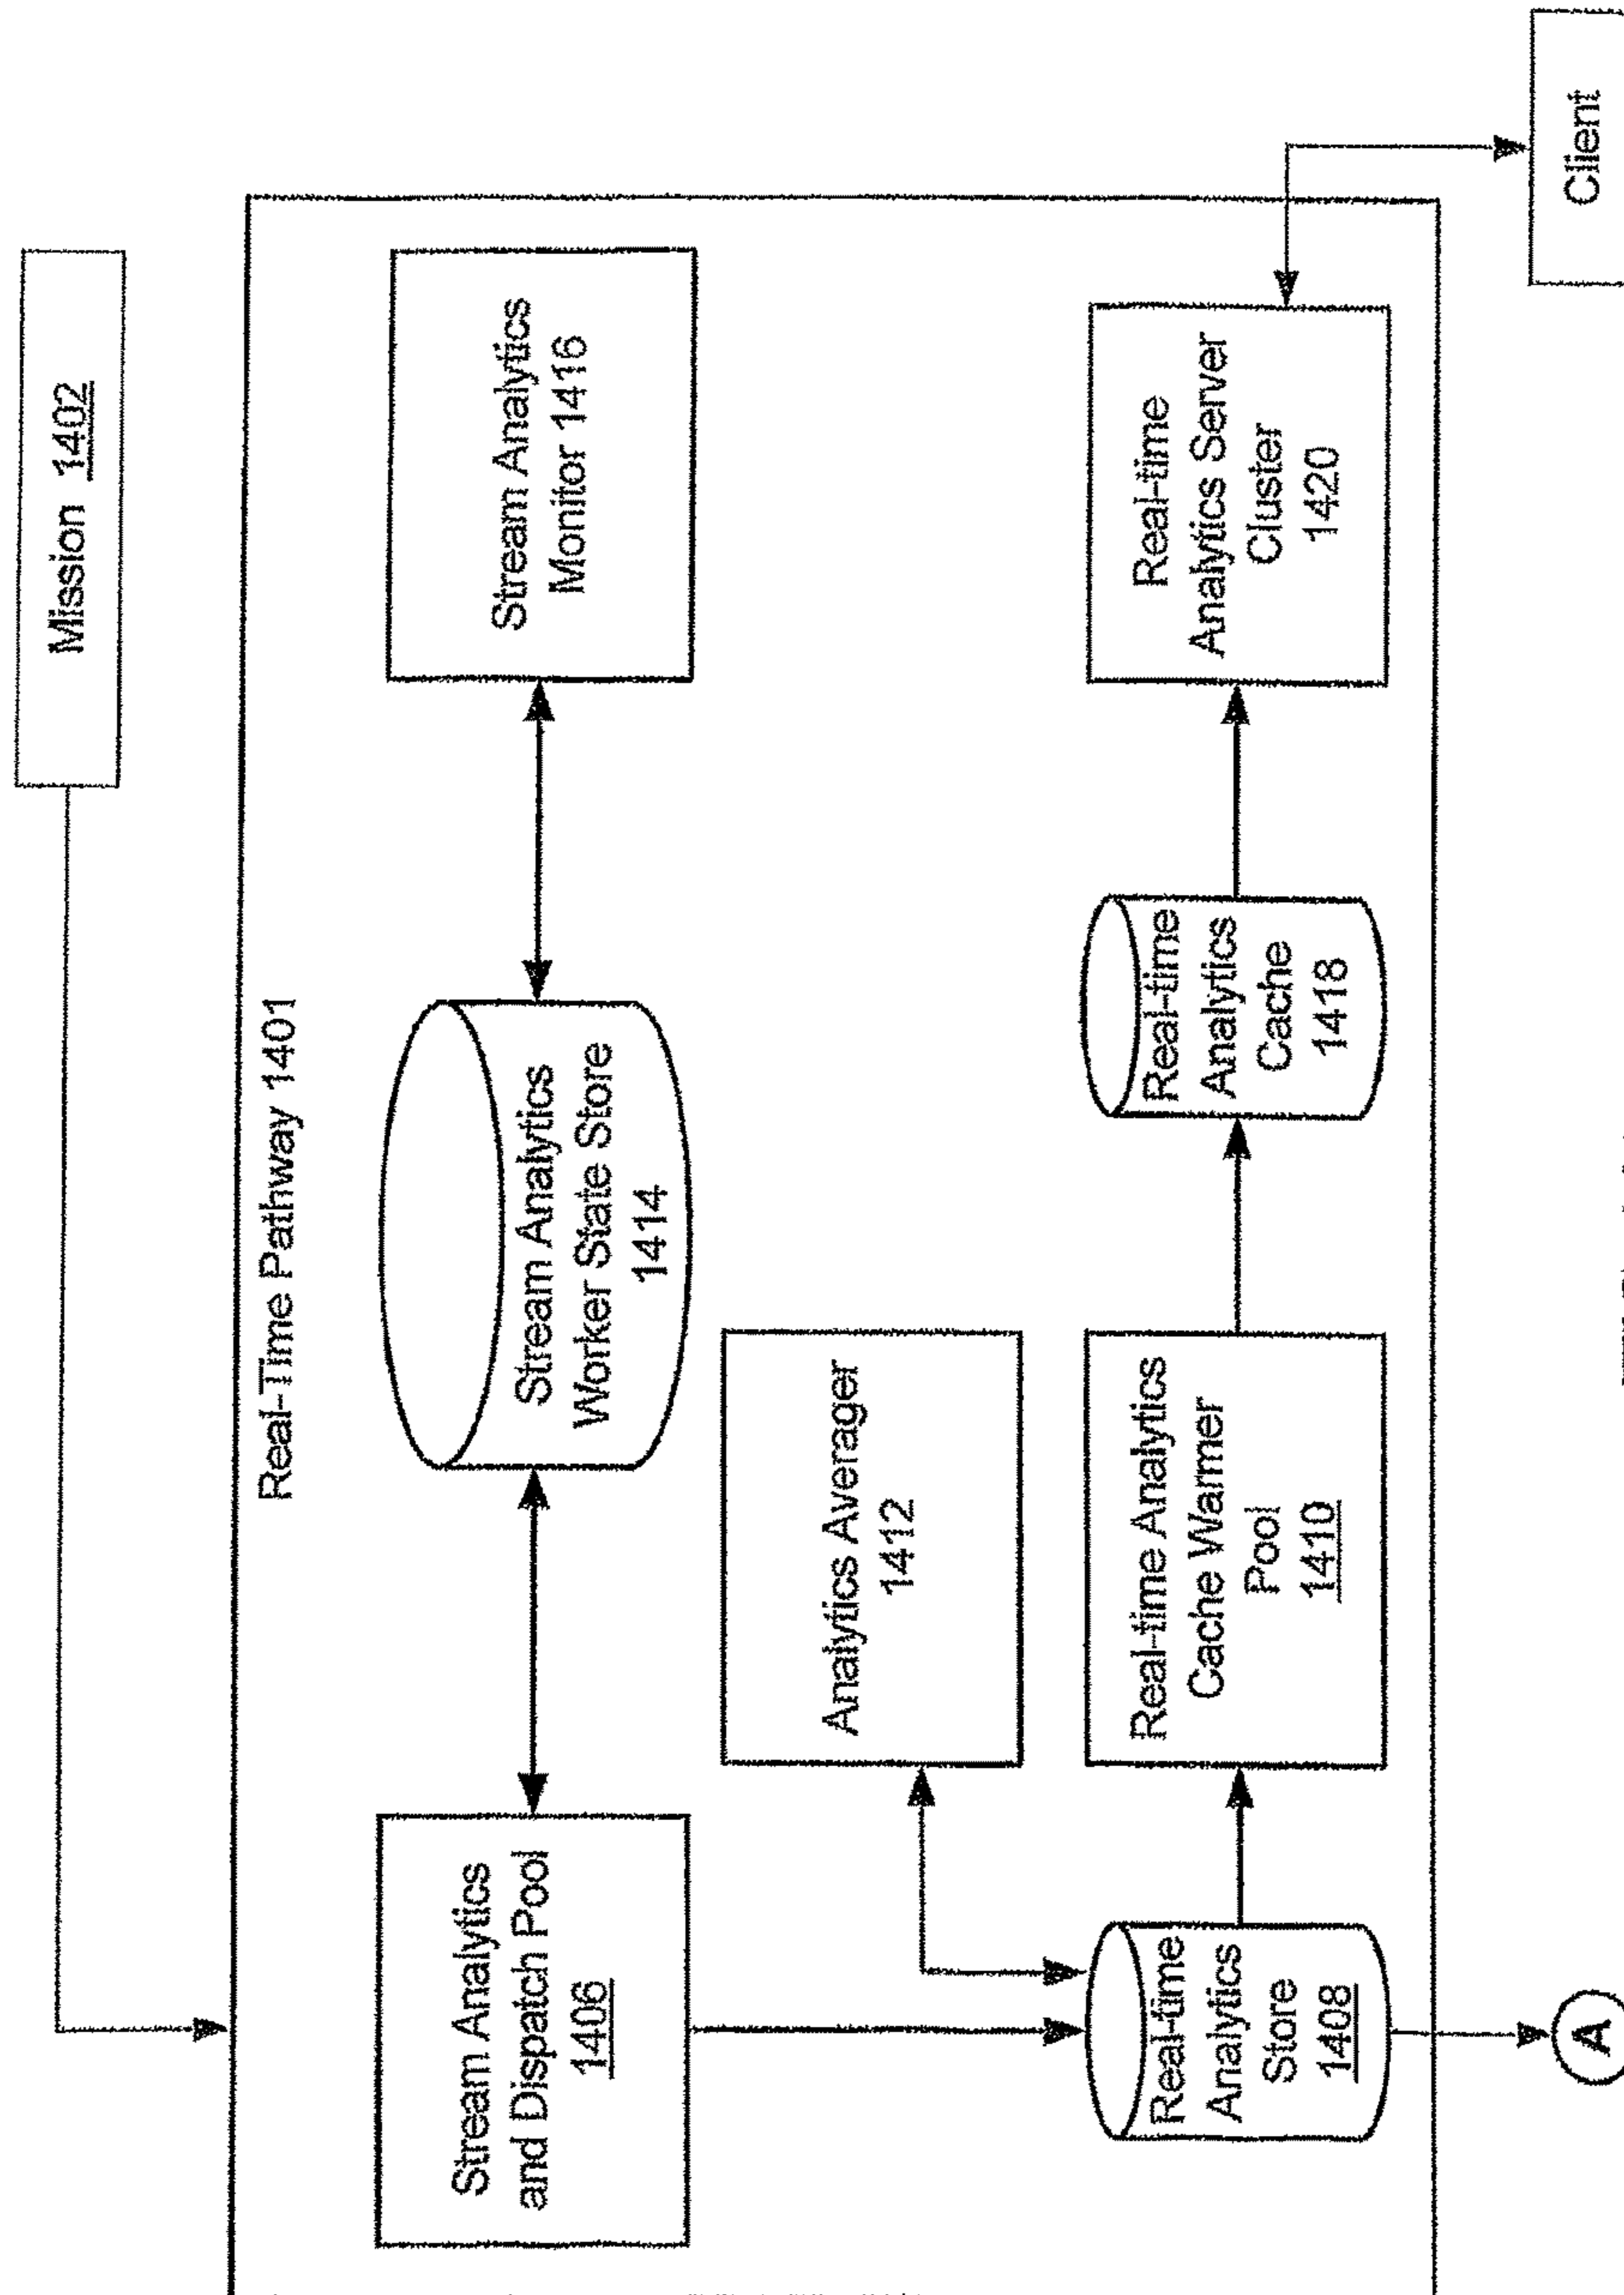 Mission 1402
Real-Time Pathway 1401
Stream Analytics
and Dispatch Pool
1406
Stream Analytics
Worker State Store
1414
Stream Analytics
Monitor 1416
Analytics Averager
1412
Real-time
Analytics
Store
1408
Real-time Analytics
Cache Warmer
Pool
1410
Real-time
Analytics
Cache
1418
Real-time
Analytics Server
Cluster
1420
A
Client